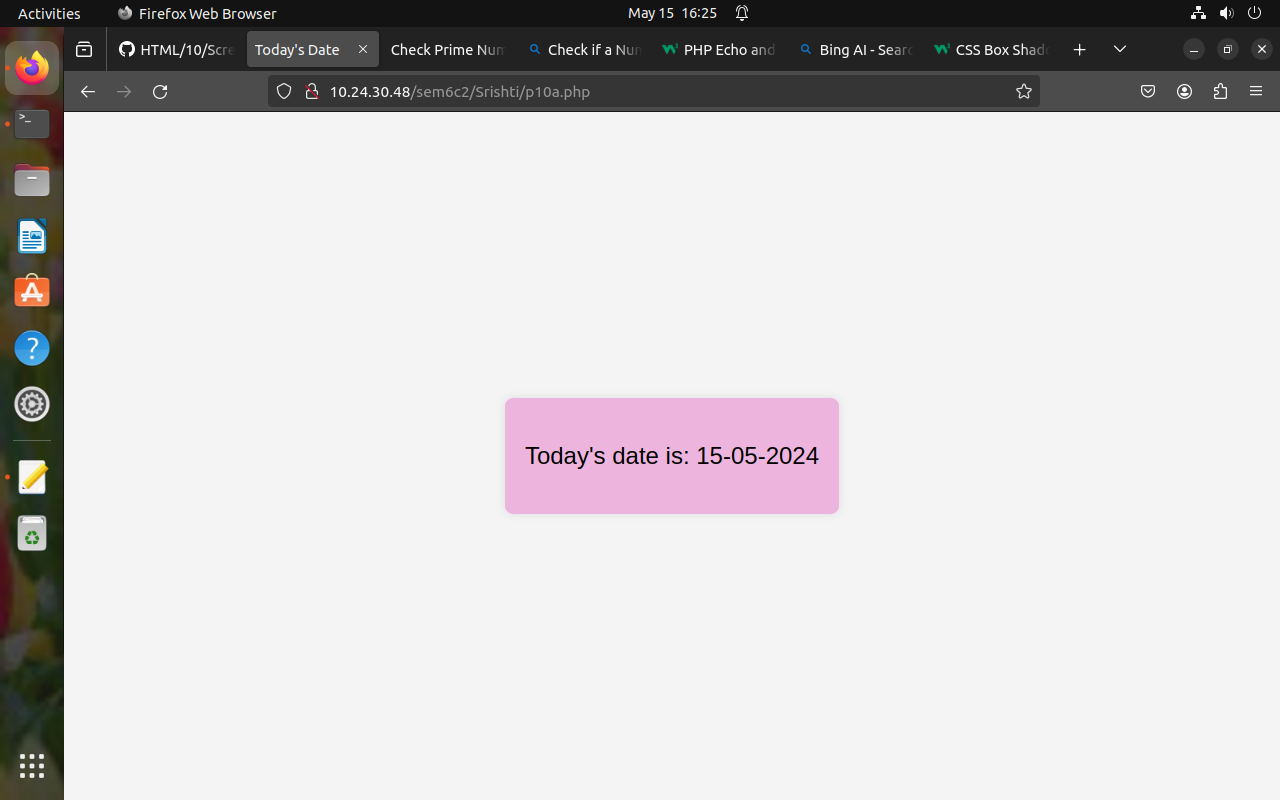 Activities Firefox Web Browser May 15 16:25
HTML/10/Scre Today's Date Check Prime Num Check if a Num PHP Echo and Bing AI - Searc CSS Box Shade
10.24.30.48/sem6c2/Srishti/p10a.php
Today's date is: 15-05-2024